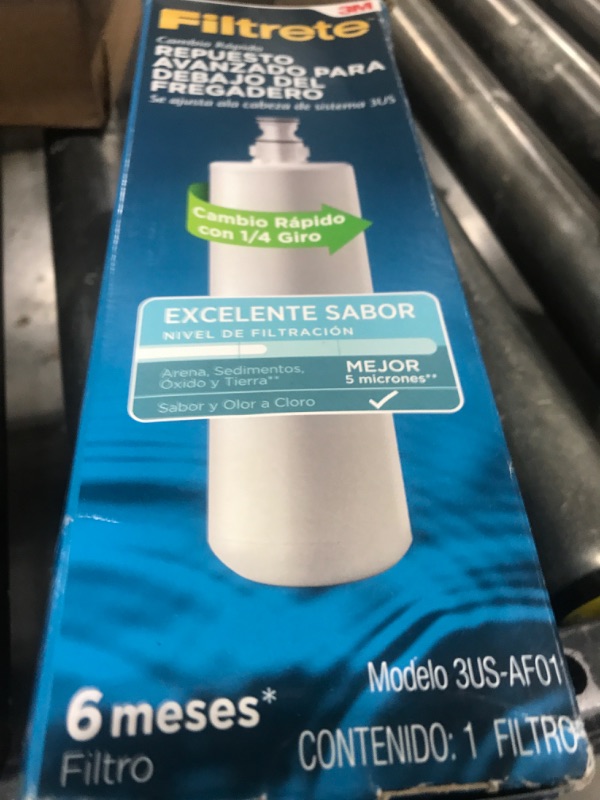 3M
Filtrete™
Cambio Rápido
REPUESTO
AVANZADO PARA
DEBAJO DEL
FREGADERO
Se ajusta ala cabeza de sistema 3US
Cambio Rápido
con 1/4 Giro
EXCELENTE SABOR
NIVEL DE FILTRACIÓN
Arena, Sedimentos,
Óxido y Tierra**
MEJOR
5 micrones**
Sabor y Olor a Cloro
Modelo 3US-AF01
6 meses*
Filtro
CONTENIDO: 1 FILTRO